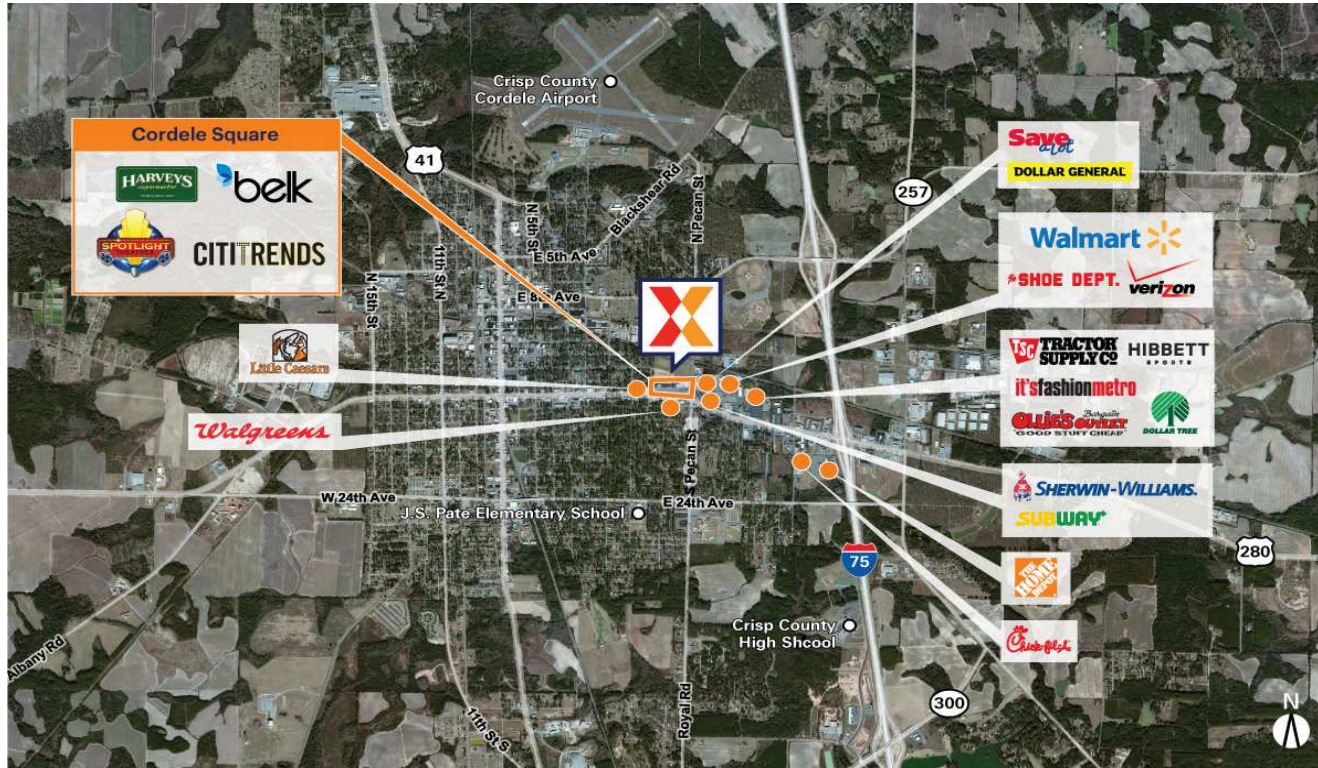 Crisp County
Cordele Airport
Cordele Square
HARVEYS
supermarket
belk
SPOTLIGHT
THEATRES
CITITRENDS
41
257
Save
a lot
DOLLAR GENERAL
Walmart
the SHOE DEPT.
verizon
Blackshear Rd
N Pecan St
N 5th St
E 5th Ave
11th St N
N 15th St
E 8th Ave
Little Caesars
TSC TRACTOR
SUPPLY CO
HIBBETT
SPORTS
it'sfashionmetro
OLLIE'S Bargain
OUTLET
"GOOD STUFF CHEAP"
DOLLAR TREE
Walgreens
S Pecan St
SHERWIN-WILLIAMS.
SUBWAY
W 24th Ave
E 24th Ave
J.S. Pate Elementary School
280
75
THE
HOME
DEPOT
Crisp County
High Shcool
Chick-fil-A
Albany Rd
11th St S
Royal Rd
300
N